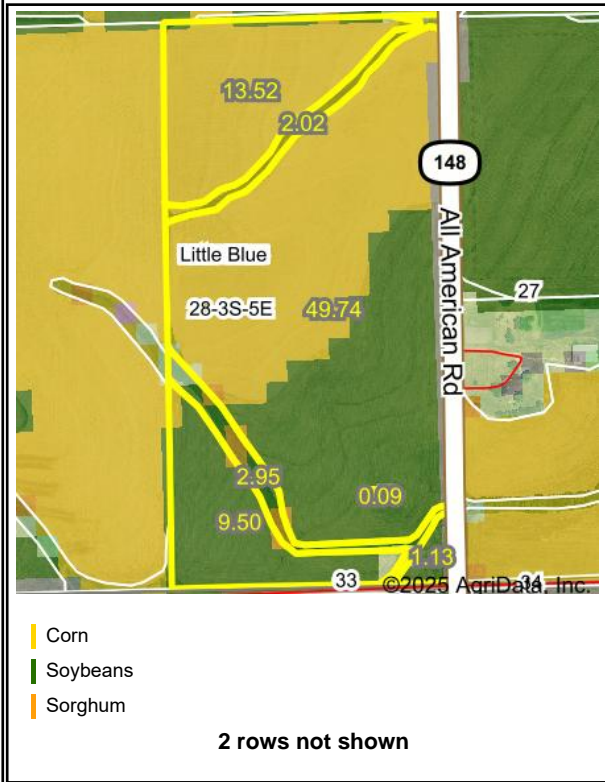 13.52
2.02
148
All American Rd
Little Blue
28-3S-5E
49.74
27
2.95
0.09
9.50
1.13
33
34
©2025 AgriData, Inc.
Corn
Soybeans
Sorghum
2 rows not shown